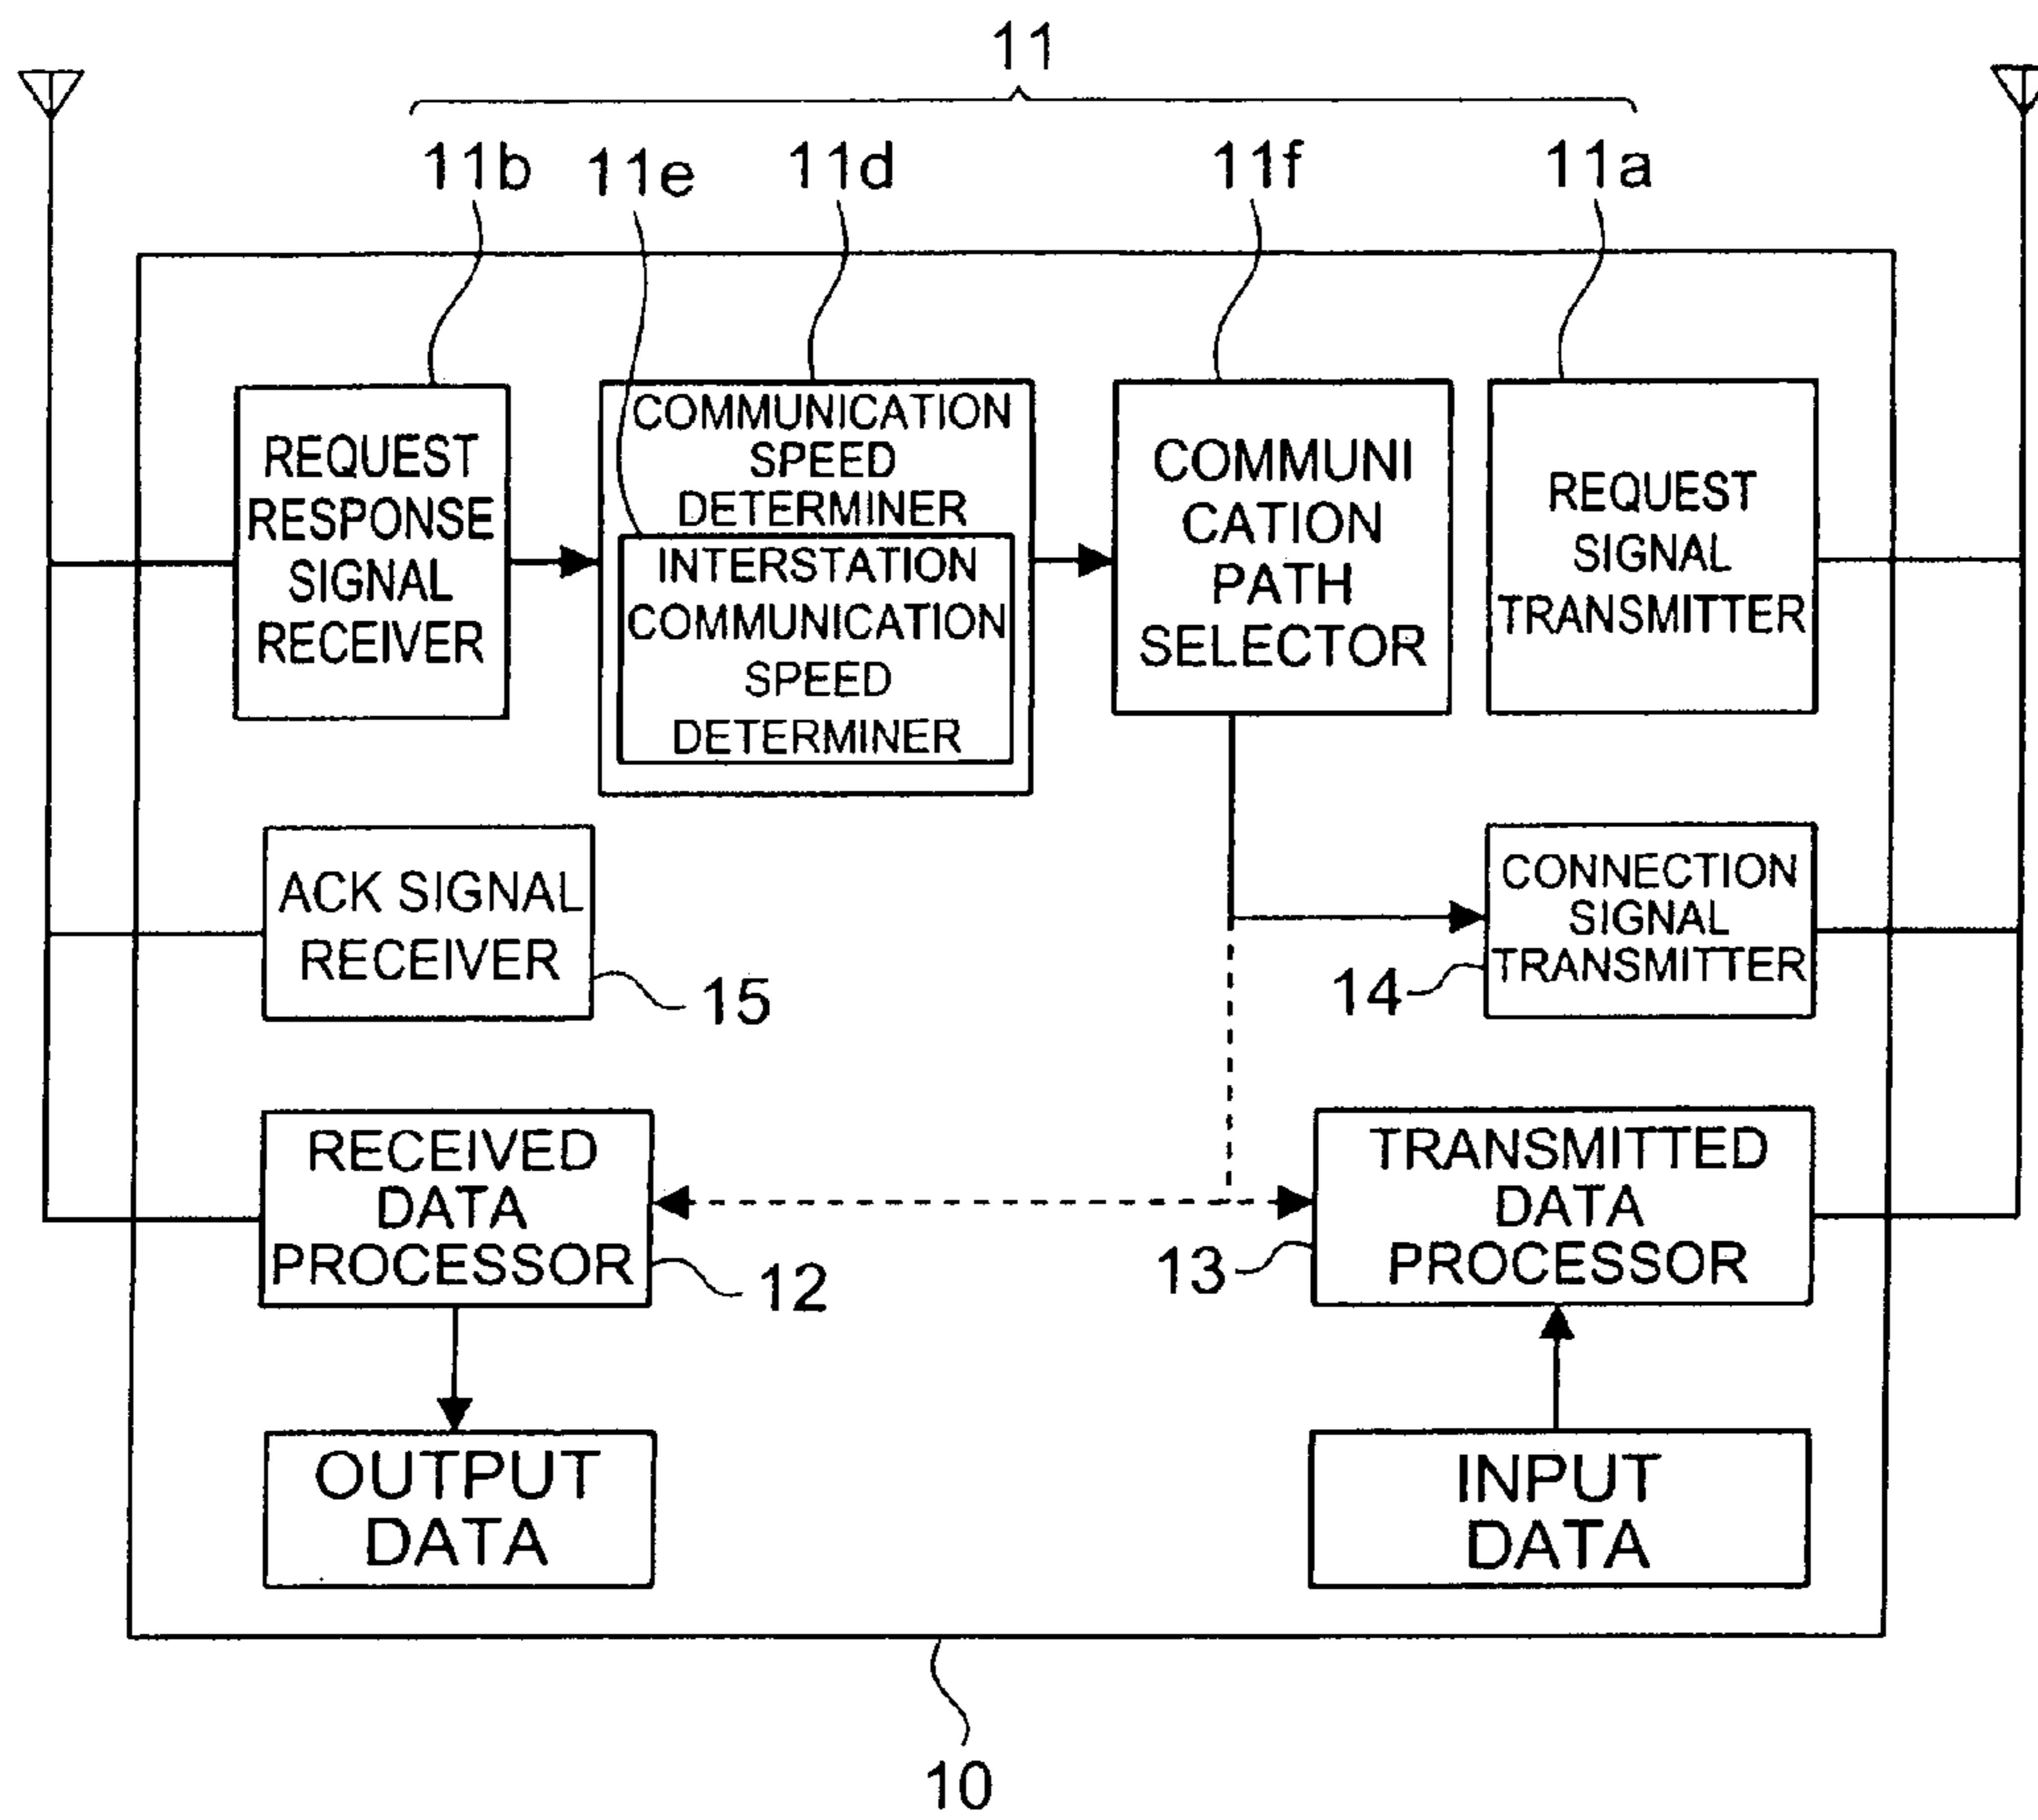 11
11b
11e
11d
11f
11a
REQUEST
RESPONSE
SIGNAL
RECEIVER
COMMUNICATION
SPEED
DETERMINER
INTERSTATION
COMMUNICATION
SPEED
DETERMINER
COMMUNI
CATION
PATH
SELECTOR
REQUEST
SIGNAL
TRANSMITTER
ACK SIGNAL
RECEIVER
15
CONNECTION
SIGNAL
TRANSMITTER
14
RECEIVED
DATA
PROCESSOR
12
TRANSMITTED
DATA
PROCESSOR
13
OUTPUT
DATA
INPUT
DATA
10